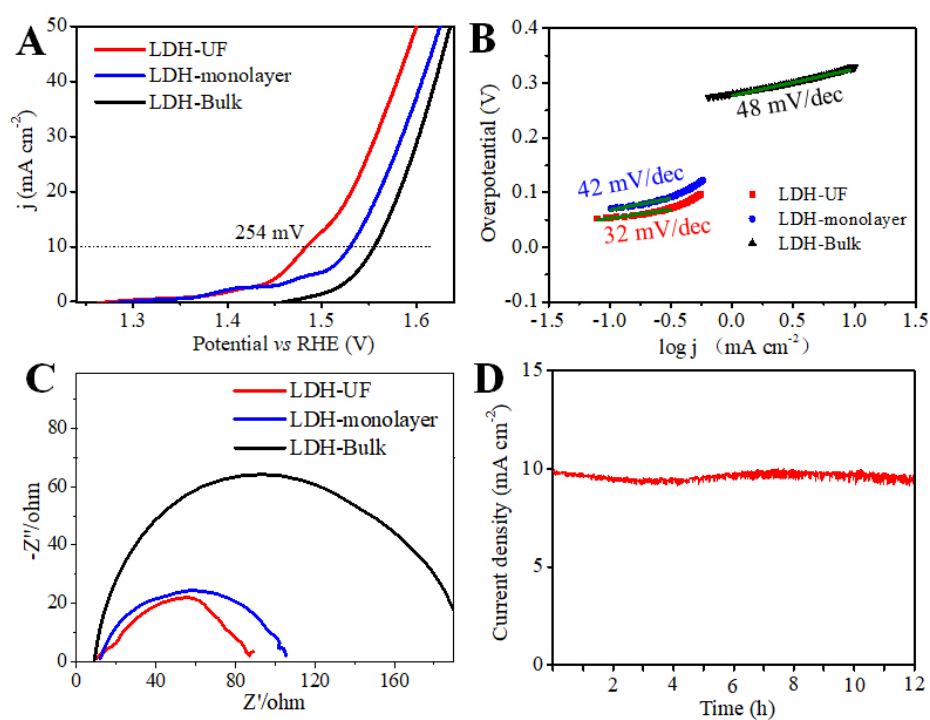 A
LDH-UF
LDH-monolayer
LDH-Bulk
254 mV
j (mA cm-2)
50
40
30
20
10
0
1.3 1.4 1.5 1.6
Potential vs RHE (V)
B
48 mV/dec
42 mV/dec
32 mV/dec
LDH-UF
LDH-monolayer
LDH-Bulk
Overpotential (V)
0.4
0.3
0.2
0.1
0.0
-0.1
-1.5 -1.0 -0.5 0.0 0.5 1.0 1.5
log j （mA cm-2)
C
LDH-UF
LDH-monolayer
LDH-Bulk
-Z''/ohm
80
60
40
20
0
0 40 80 120 160
Z'/ohm
D
Current density (mA cm-2)
15
10
5
0
2 4 6 8 10 12
Time (h)